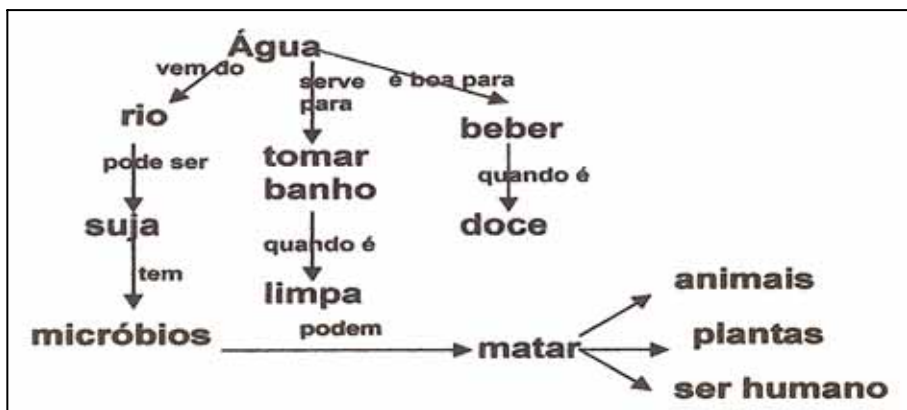 Água
vem do
serve
para
é boa para
rio
beber
pode ser
tomar
banho
quando é
suja
doce
quando é
tem
limpa
animais
micróbios
podem
matar
plantas
ser humano